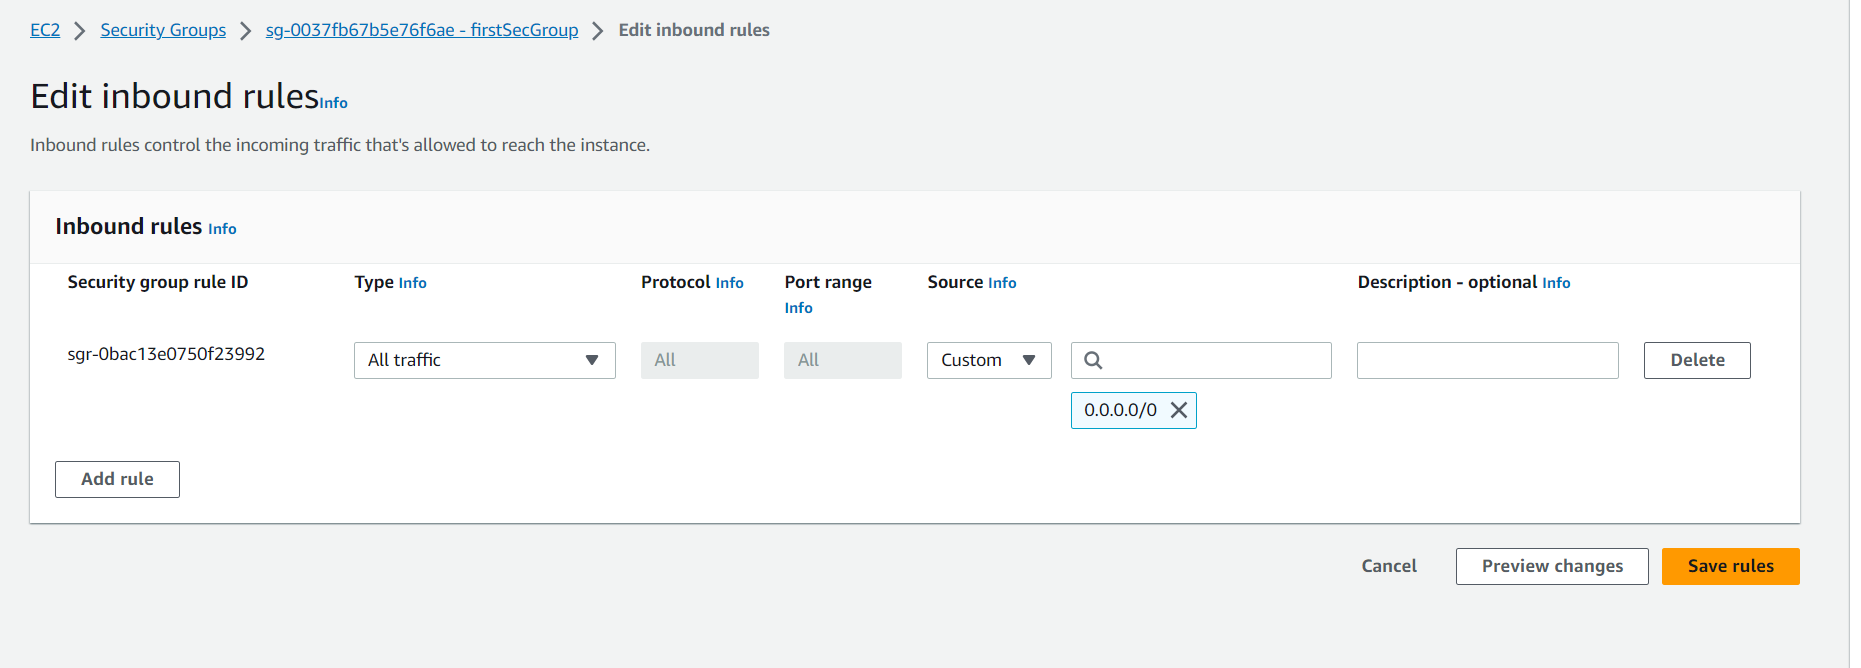 EC2 > Security Groups > sg-0037fb67b5e76f6ae - firstSecGroup > Edit inbound rules
Edit inbound rules Info
Inbound rules control the incoming traffic that's allowed to reach the instance.
Inbound rules Info
Security group rule ID Type Info Protocol Info Port range Info Source Info Description - optional Info
sgr-0bac13e0750f23992 All traffic All All Custom Delete
0.0.0.0/0
Add rule
Cancel Preview changes Save rules